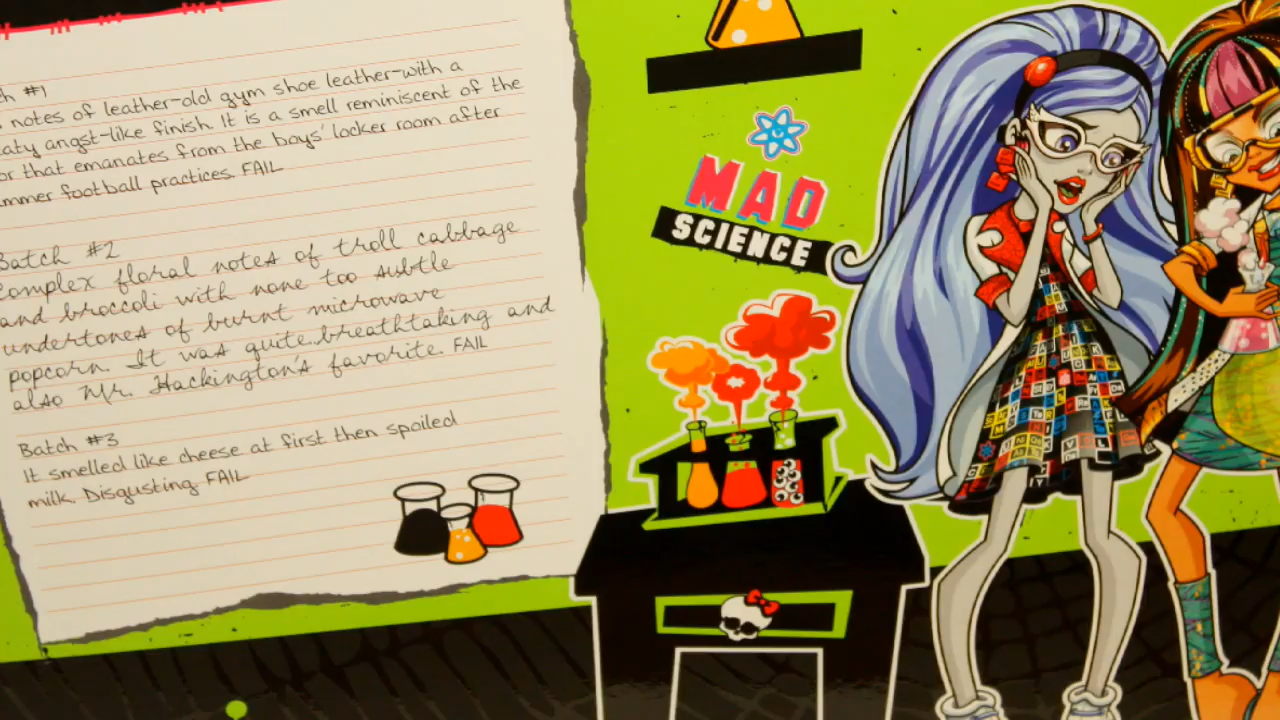 #1
notes of leather-old gym shoe leather-with a
angst-like finish. It is a smell reminiscent of the
that emanates from the boys' locker room after
football practices. FAIL
Batch #2
Complex floral notes of troll cabbage
and broccoli with none too subtle
undertones of burnt microwave
popcorn. It was quite breathtaking and
also Mr. Hackington's favorite. FAIL
Batch #3
It smelled like cheese at first then spoiled
milk. Disgusting FAIL
MAD
SCIENCE